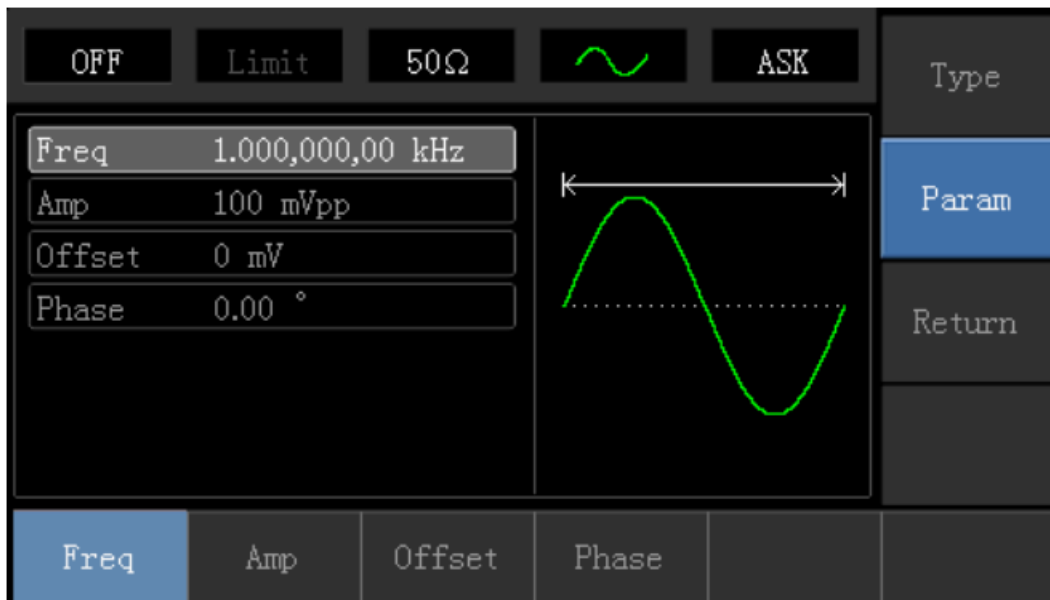 OFF Limit 50Ω ASK
Type
Freq 1.000,000,00 kHz
Amp 100 mVpp
Param
Offset 0 mV
Phase 0.00 °
Return
Freq Amp Offset Phase